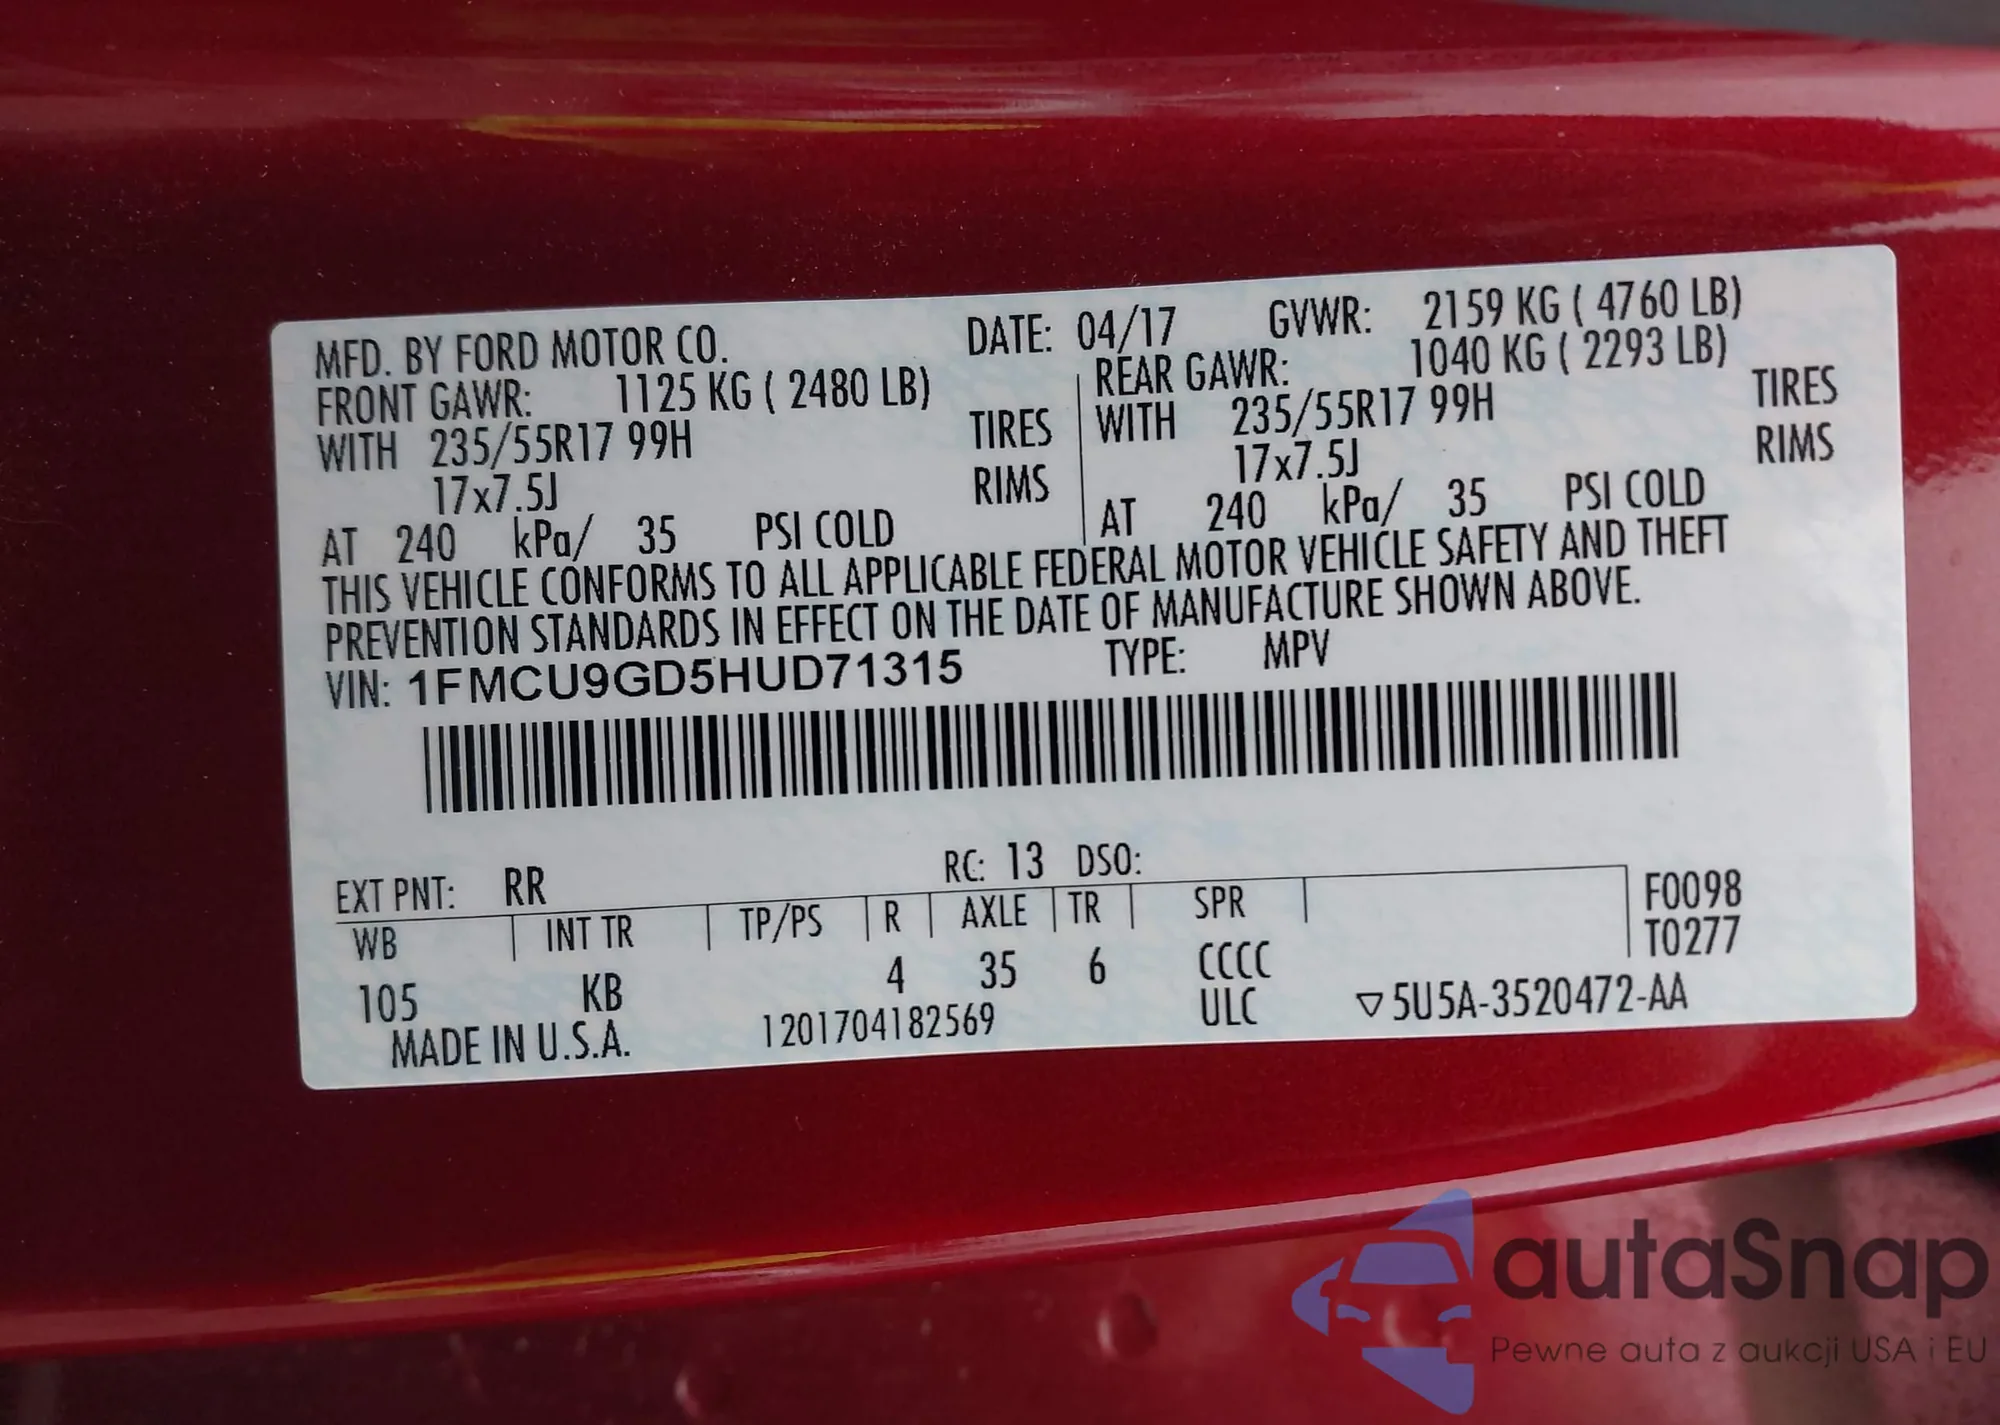 MFD. BY FORD MOTOR CO. DATE: 04/17 GVWR: 2159 KG ( 4760 LB)
FRONT GAWR: 1125 KG ( 2480 LB) REAR GAWR: 1040 KG ( 2293 LB)
WITH 235/55R17 99H TIRES WITH 235/55R17 99H TIRES
17x7.5J RIMS 17x7.5J RIMS
AT 240 kPa/ 35 PSI COLD AT 240 kPa/ 35 PSI COLD
THIS VEHICLE CONFORMS TO ALL APPLICABLE FEDERAL MOTOR VEHICLE SAFETY AND THEFT
PREVENTION STANDARDS IN EFFECT ON THE DATE OF MANUFACTURE SHOWN ABOVE.
VIN: 1FMCU9GD5HUD71315 TYPE: MPV
EXT PNT: RR RC: 13 DSO:
WB INT TR TP/PS R AXLE TR SPR F0098
T0277
105 KB 4 35 6 CCCC
MADE IN U.S.A. 1201704182569 ULC ▽5U5A-3520472-AA
autaSnap
Pewne auta z aukcji USA i EU